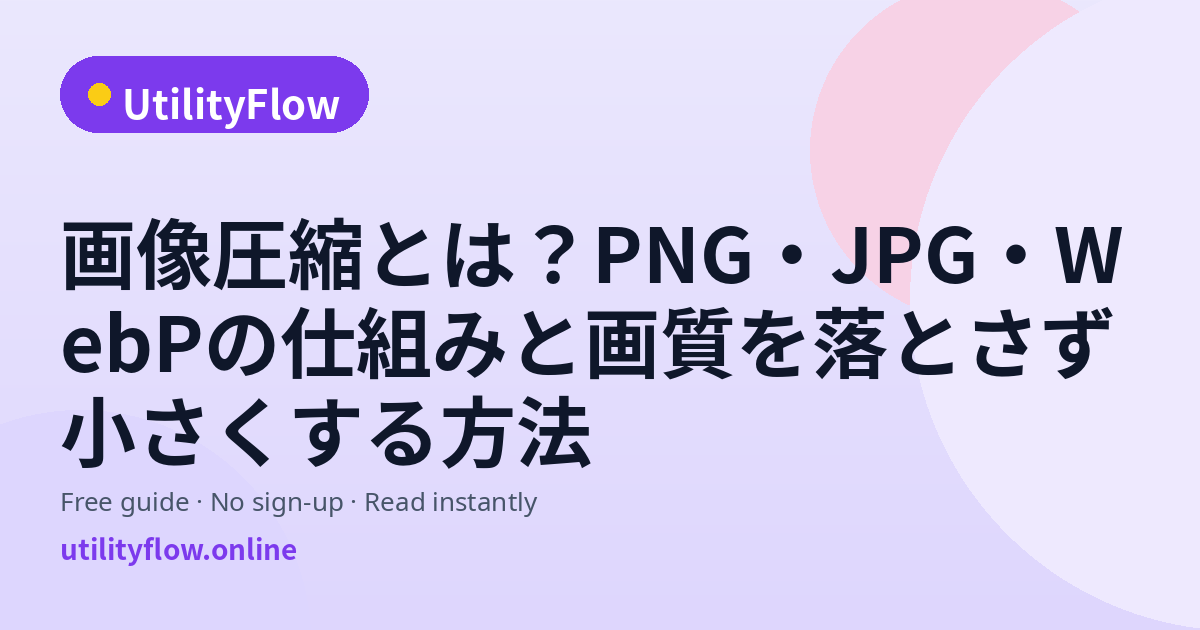 UtilityFlow
画像圧縮とは？PNG・JPG・W
ebPの仕組みと画質を落とさず
小さくする方法
Free guide · No sign-up · Read instantly
utilityflow.online